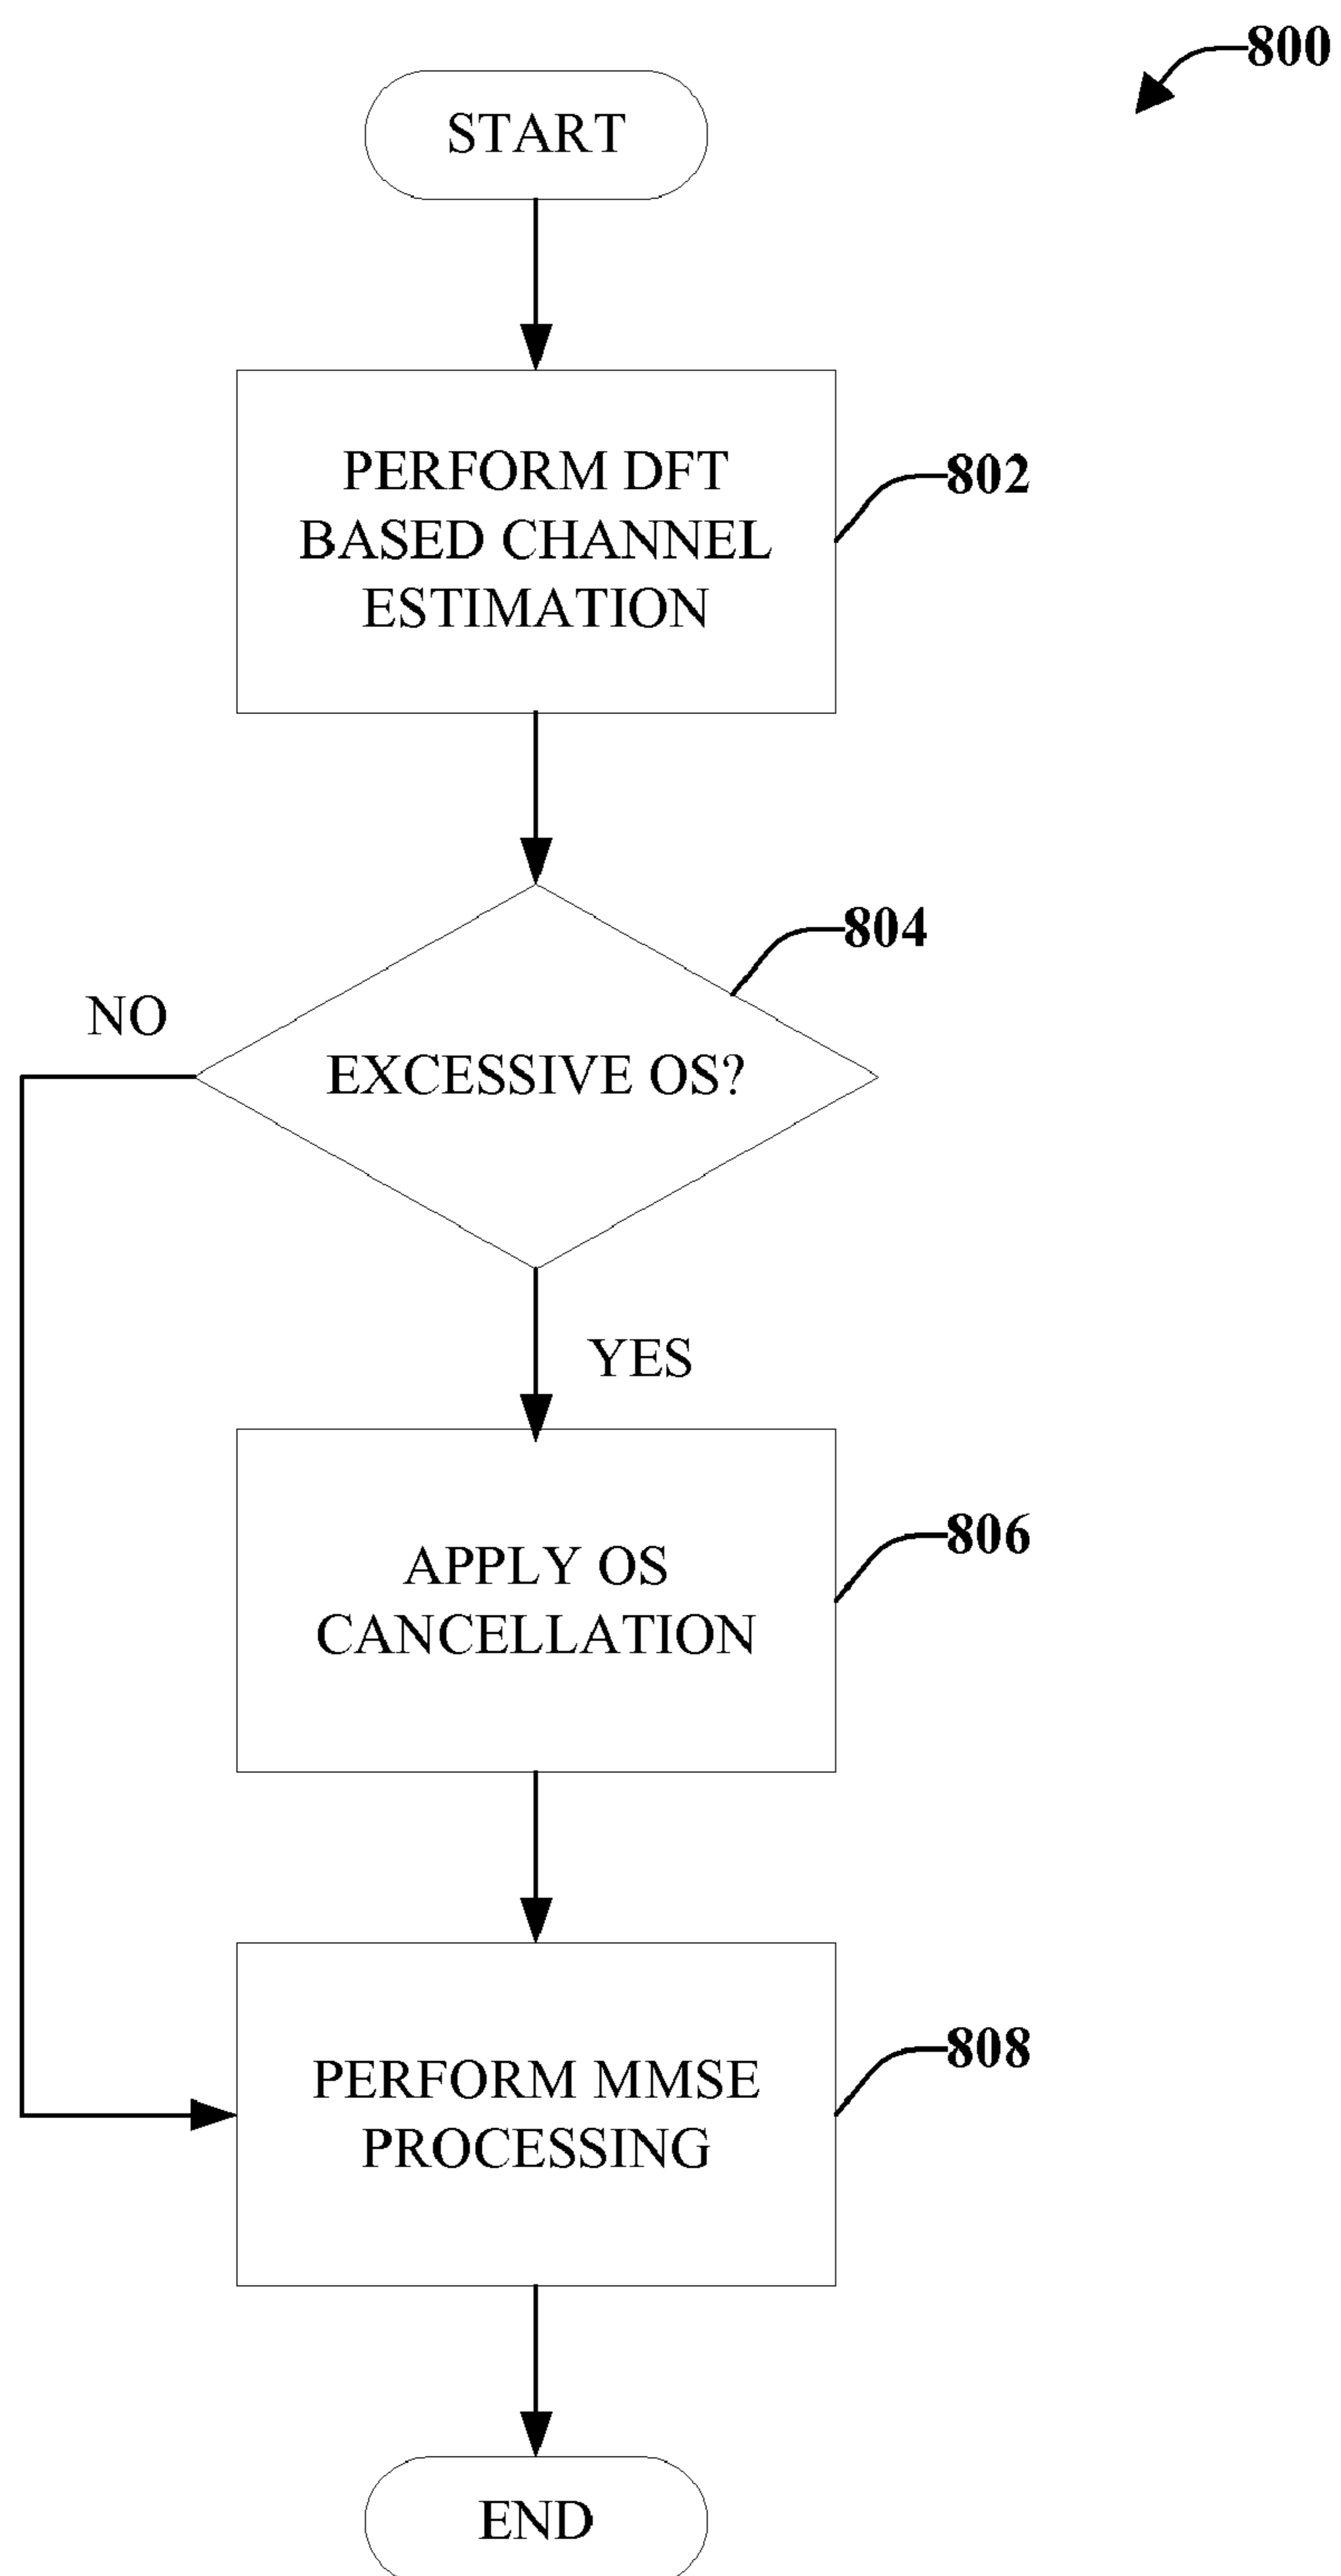 800
START
PERFORM DFT
BASED CHANNEL
ESTIMATION
802
804
NO
EXCESSIVE OS?
YES
APPLY OS
CANCELLATION
806
PERFORM MMSE
PROCESSING
808
END